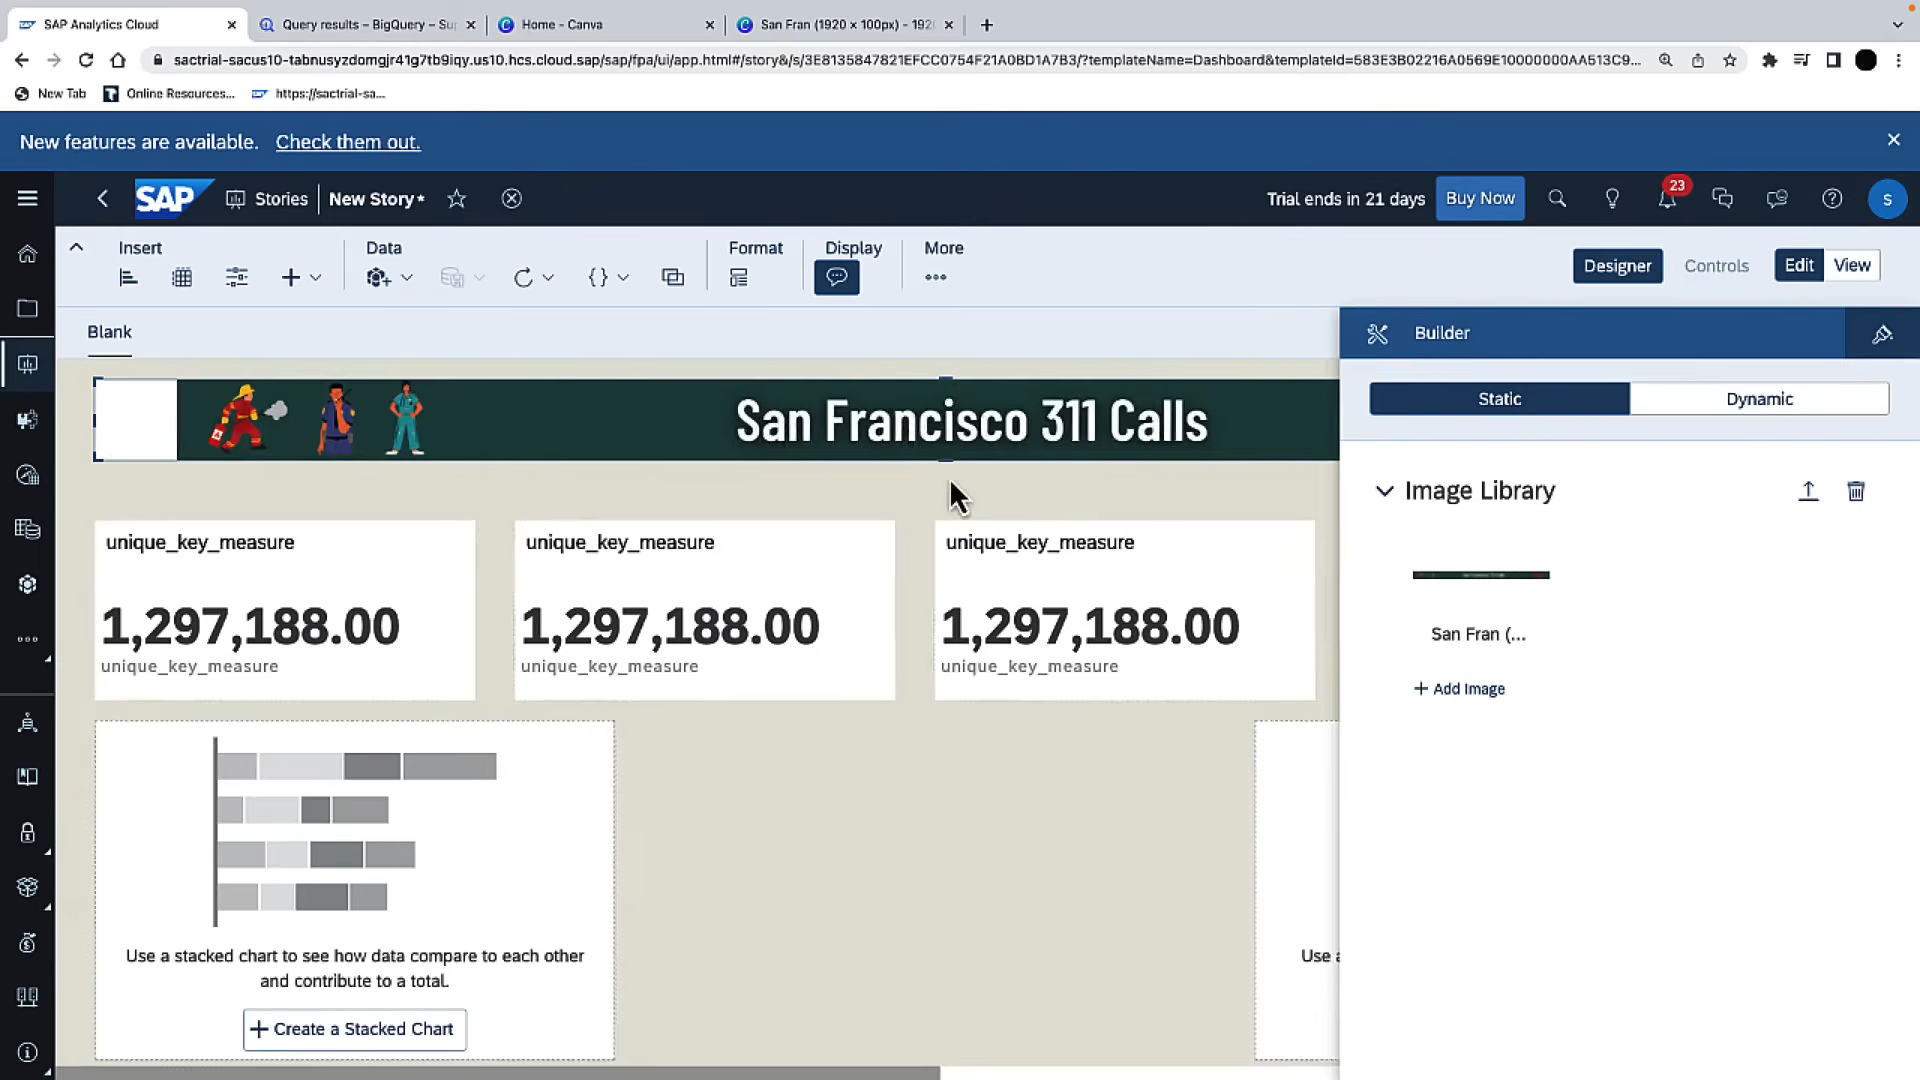 SAP Analytics Cloud
Query results – BigQuery – Su
Home - Canva
San Fran (1920 × 100px) - 192
sactrial-sacus10-tabnusyzdomgjr41g7tb9iqy.us10.hcs.cloud.sap/sap/fpa/ui/app.html#/story&/s/3E8135847821EFCC0754F21A0BD1A7B3/?templateName=Dashboard&templateId=583E3B02216A0569E10000000AA513C9...
New Tab
Online Resources...
https://sactrial-sa...
New features are available. Check them out.
SAP
Stories
New Story*
Trial ends in 21 days
Buy Now
23
S
Insert
Data
Format
Display
More
Designer
Controls
Edit
View
Blank
Builder
Static
Dynamic
San Francisco 311 Calls
Image Library
San Fran (...
+ Add Image
unique_key_measure
1,297,188.00
unique_key_measure
unique_key_measure
1,297,188.00
unique_key_measure
unique_key_measure
1,297,188.00
unique_key_measure
Use a stacked chart to see how data compare to each other
and contribute to a total.
+ Create a Stacked Chart
Use a